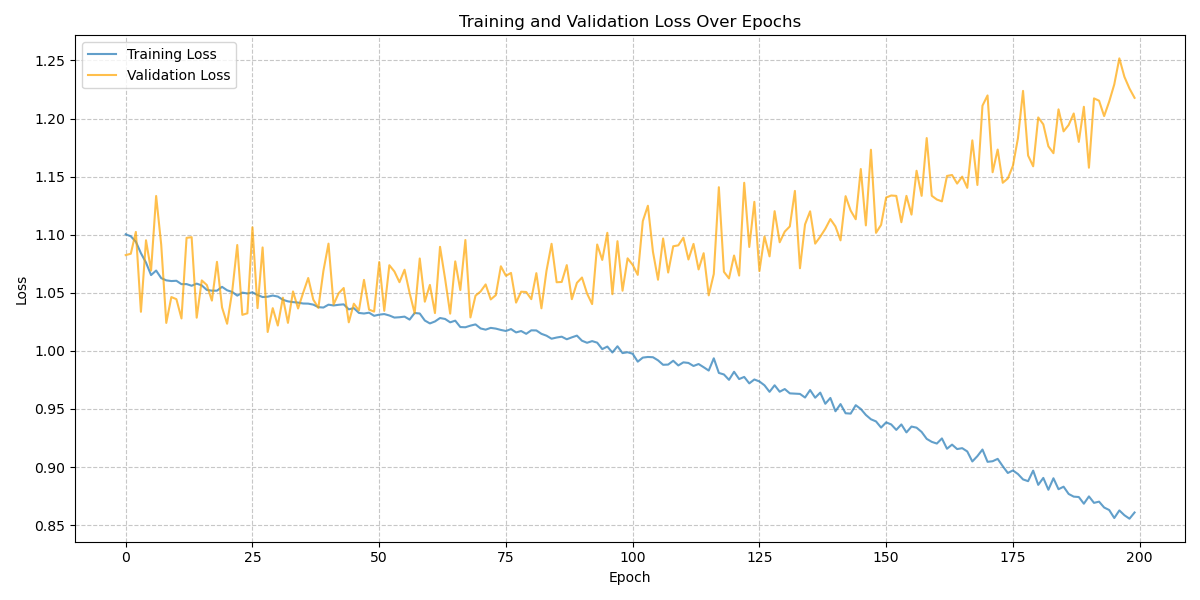 Training and Validation Loss Over Epochs
Training Loss
Validation Loss
Loss
1.25
1.20
1.15
1.10
1.05
1.00
0.95
0.90
0.85
0 25 50 75 100 125 150 175 200
Epoch